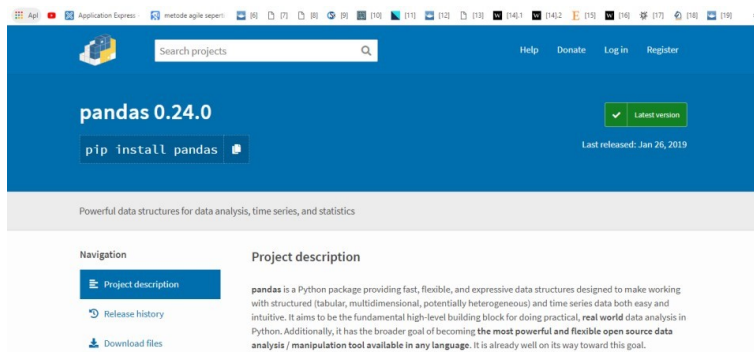 Apl
Application Express
metode agile sepert
[6]
[7]
[8]
[9]
[10]
[11]
[12]
[13]
[14].1
[14].2
[15]
[16]
[17]
[18]
[19]
Search projects
Help
Donate
Log in
Register
pandas 0.24.0
Latest version
pip install pandas
Last released: Jan 26, 2019
Powerful data structures for data analysis, time series, and statistics
Navigation
Project description
Release history
Download files
Project description
pandas is a Python package providing fast, flexible, and expressive data structures designed to make working
with structured (tabular, multidimensional, potentially heterogeneous) and time series data both easy and
intuitive. It aims to be the fundamental high-level building block for doing practical, real world data analysis in
Python. Additionally, it has the broader goal of becoming the most powerful and flexible open source data
analysis / manipulation tool available in any language. It is already well on its way toward this goal.